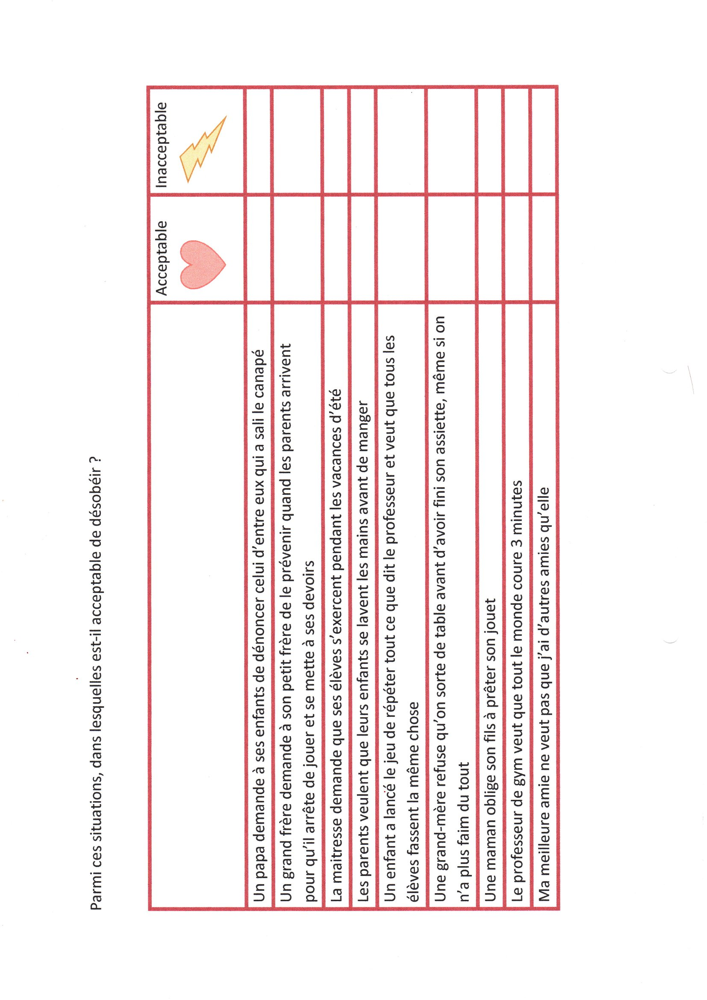 Parmi ces situations, dans lesquelles est-il acceptable de désobéir ?
Acceptable
Inacceptable
Un papa demande à ses enfants de dénoncer celui d’entre eux qui a sali le canapé
Un grand frère demande à son petit frère de le prévenir quand les parents arrivent
pour qu’il arrête de jouer et se mette à ses devoirs
La maitresse demande que ses élèves s’exercent pendant les vacances d’été
Les parents veulent que leurs enfants se lavent les mains avant de manger
Un enfant a lancé le jeu de répéter tout ce que dit le professeur et veut que tous les
élèves fassent la même chose
Une grand-mère refuse qu’on sorte de table avant d’avoir fini son assiette, même si on
n’a plus faim du tout
Une maman oblige son fils à prêter son jouet
Le professeur de gym veut que tout le monde coure 3 minutes
Ma meilleure amie ne veut pas que j’ai d’autres amies qu’elle